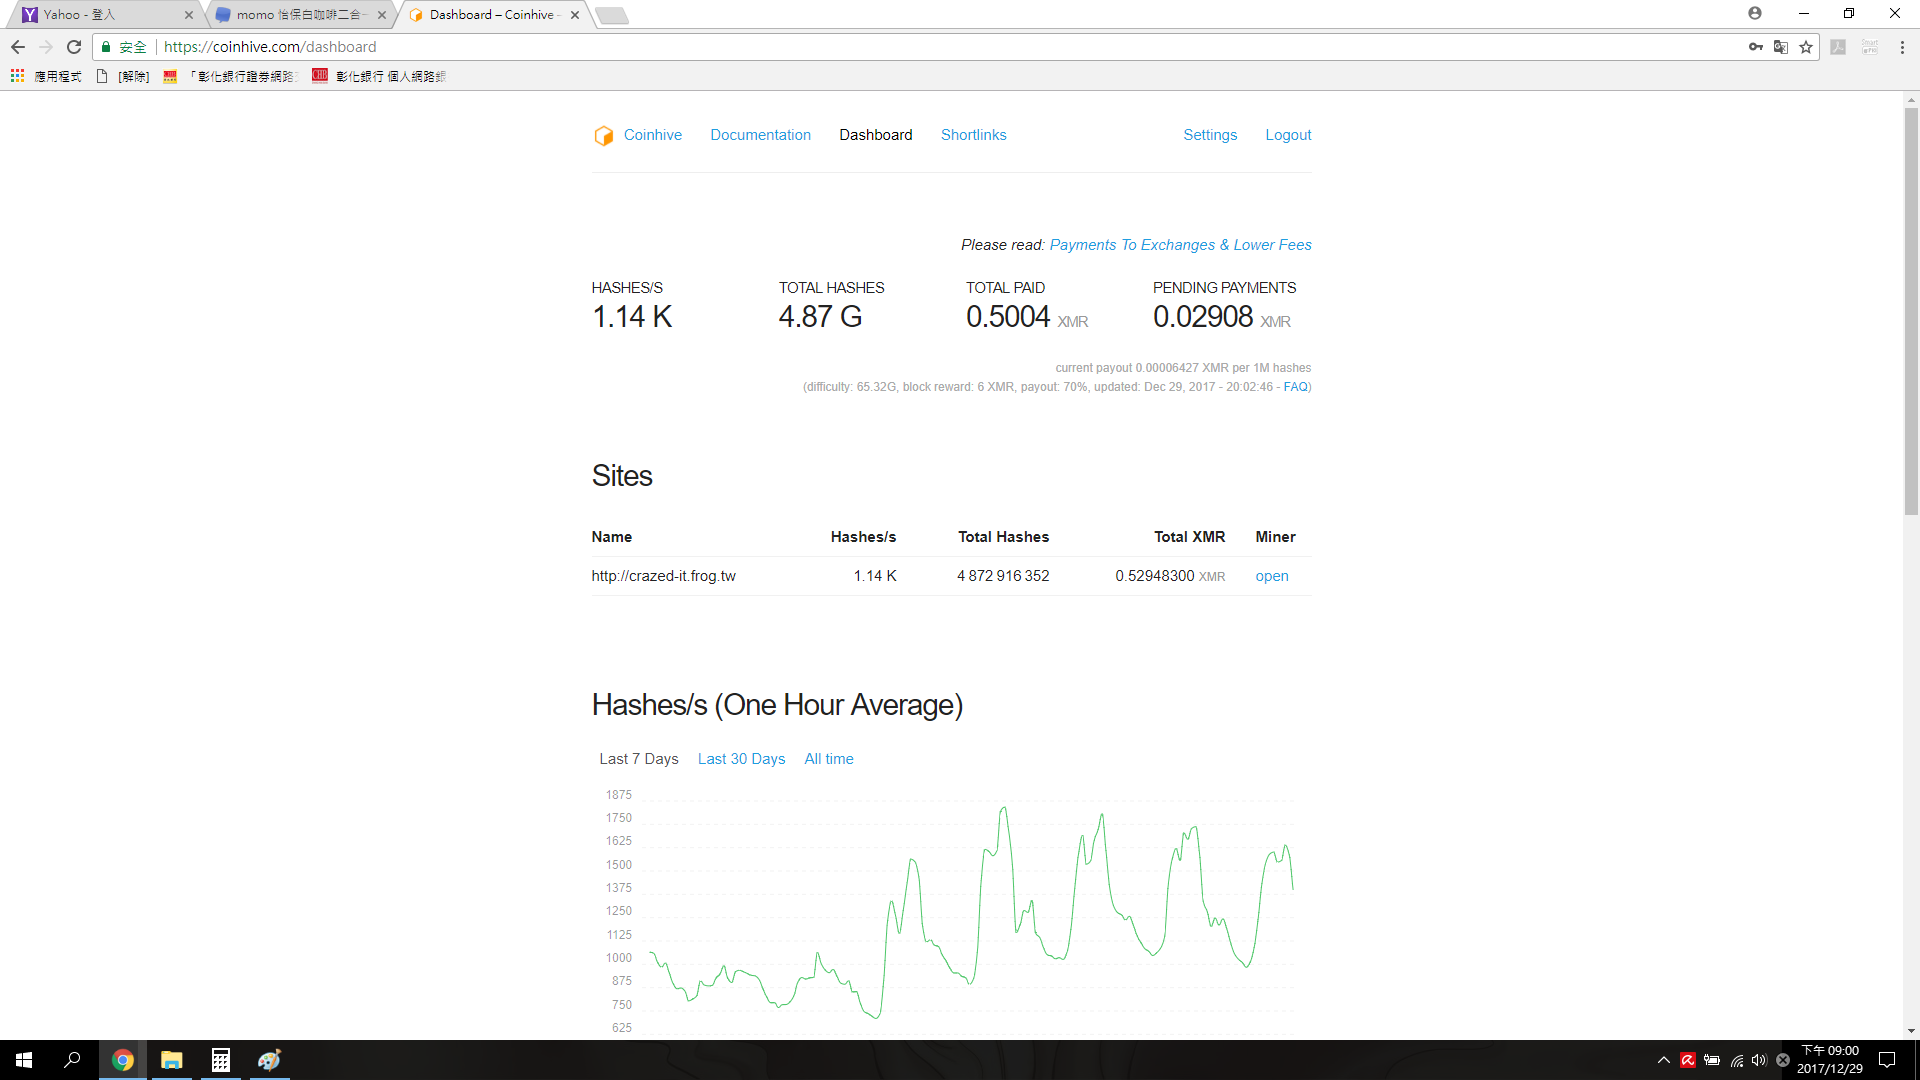 Yahoo - 登入
momo 怡保白咖啡二合一
Dashboard – Coinhive -
安全 https://coinhive.com/dashboard
應用程式 [解除] 「彰化銀行證券網路 彰化銀行 個人網路銀
Coinhive Documentation Dashboard Shortlinks Settings Logout
Please read: Payments To Exchanges & Lower Fees
HASHES/S TOTAL HASHES TOTAL PAID PENDING PAYMENTS
1.14 K 4.87 G 0.5004 XMR 0.02908 XMR
current payout 0.00006427 XMR per 1M hashes
(difficulty: 65.32G, block reward: 6 XMR, payout: 70%, updated: Dec 29, 2017 - 20:02:46 - FAQ)
Sites
Name Hashes/s Total Hashes Total XMR Miner
http://crazed-it.frog.tw 1.14 K 4 872 916 352 0.52948300 XMR open
Hashes/s (One Hour Average)
Last 7 Days Last 30 Days All time
1875
1750
1625
1500
1375
1250
1125
1000
875
750
625
下午 09:00
2017/12/29